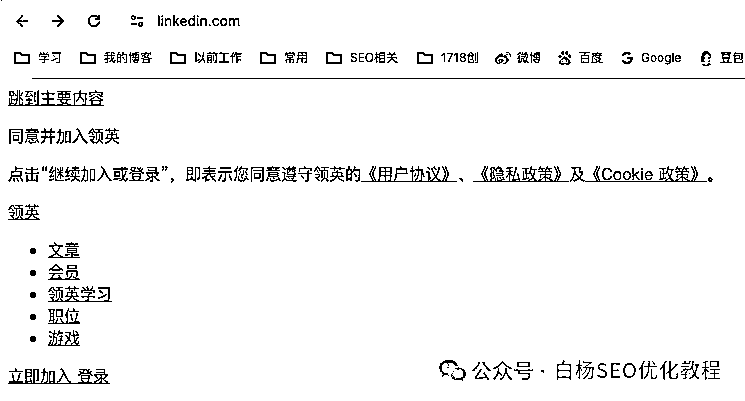 linkedin.com
学习 我的博客 以前工作 常用 SEO相关 1718创 微博 百度 Google 豆包
跳到主要内容
同意并加入领英
点击“继续加入或登录”，即表示您同意遵守领英的《用户协议》、《隐私政策》及《Cookie 政策》。
领英
文章
会员
领英学习
职位
游戏
立即加入 登录
公众号 · 白杨SEO优化教程